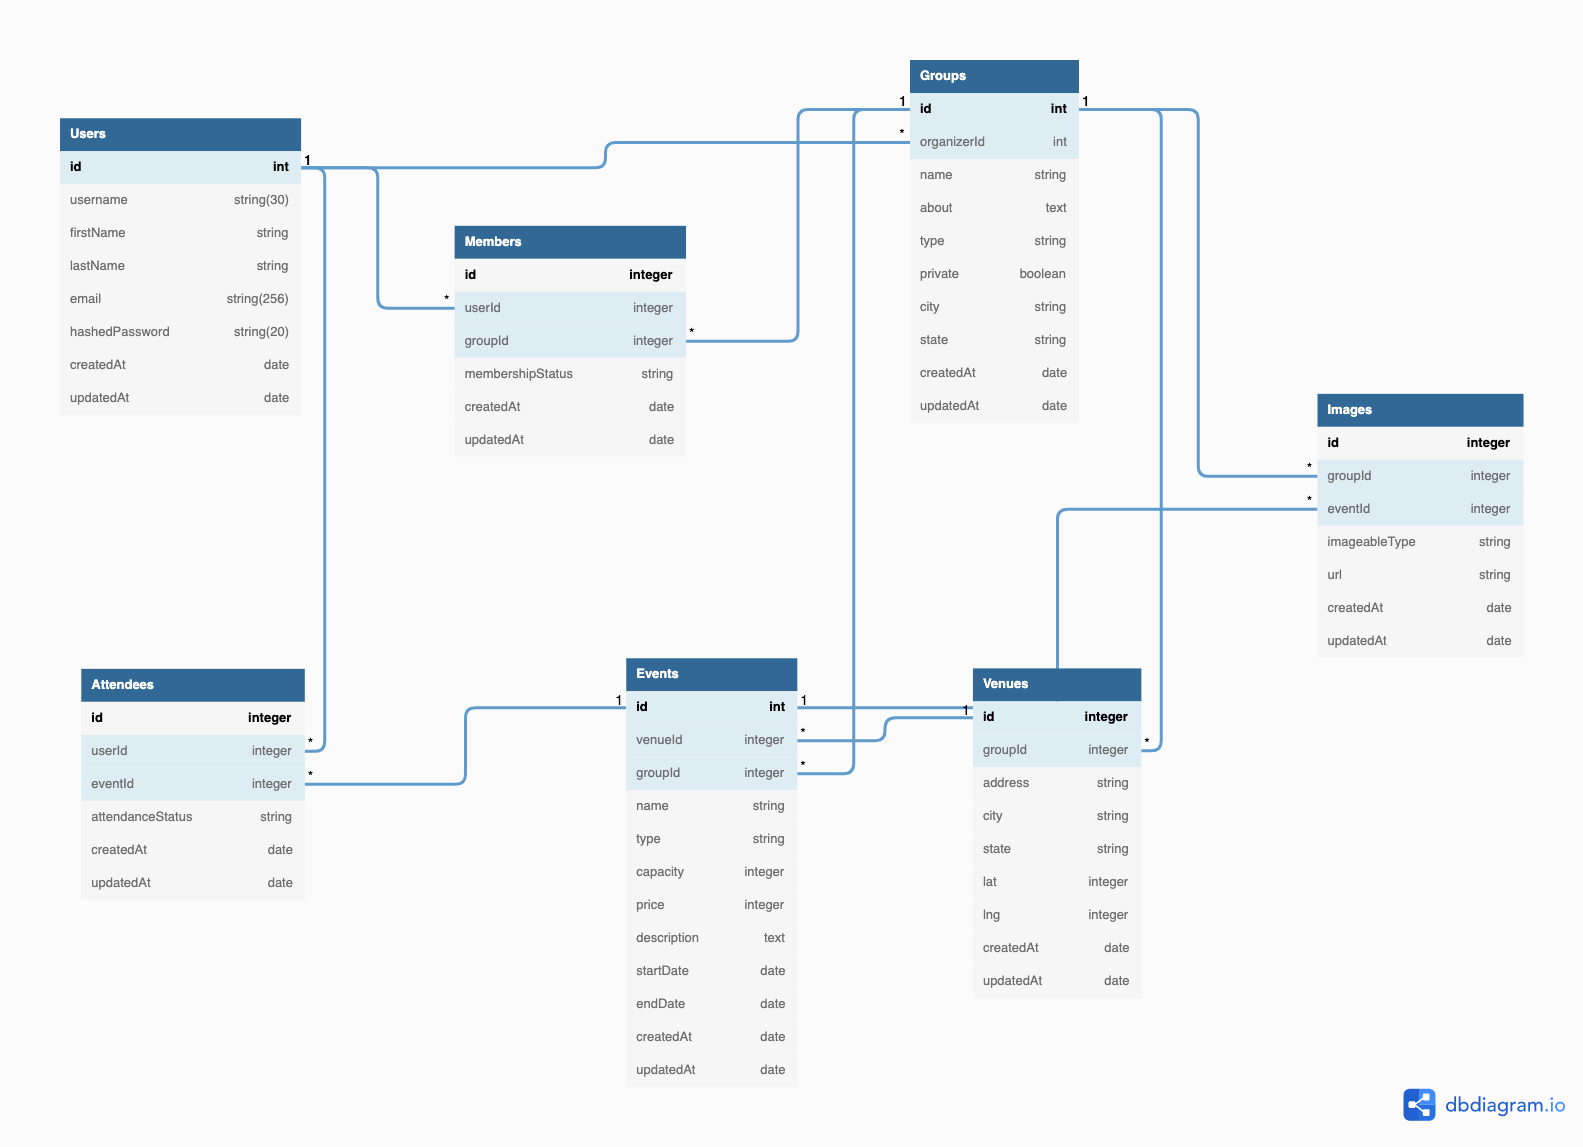 Groups
1 id int 1
* organizerId int
name string
about text
type string
private boolean
city string
state string
createdAt date
updatedAt date
Users
id int 1
username string(30)
firstName string
lastName string
email string(256)
hashedPassword string(20)
createdAt date
updatedAt date
Members
id integer
* userId integer
groupId integer *
membershipStatus string
createdAt date
updatedAt date
Images
id integer
* groupId integer
* eventId integer
imageableType string
url string
createdAt date
updatedAt date
Attendees
id integer
userId integer *
eventId integer *
attendanceStatus string
createdAt date
updatedAt date
Events
1 id int 1
venueId integer *
groupId integer *
name string
type string
capacity integer
price integer
description text
startDate date
endDate date
createdAt date
updatedAt date
Venues
1 id integer
groupId integer *
address string
city string
state string
lat integer
lng integer
createdAt date
updatedAt date
dbdiagram.io